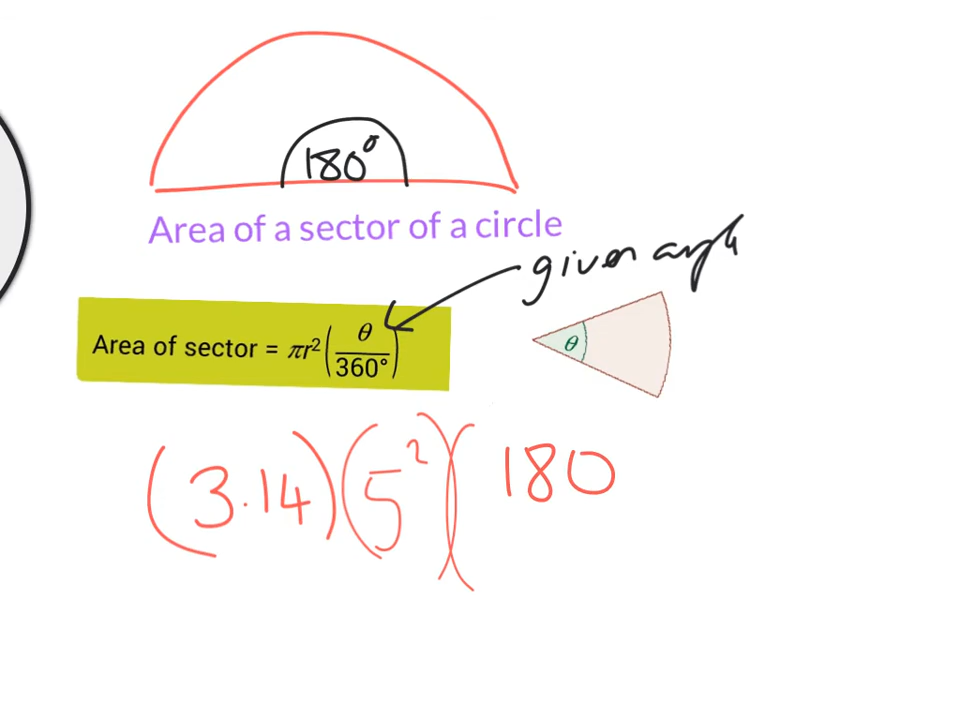 180°
Area of a sector of a circle
given angle
Area of sector = πr²(θ/360°)
θ
(3.14)(5²)(180